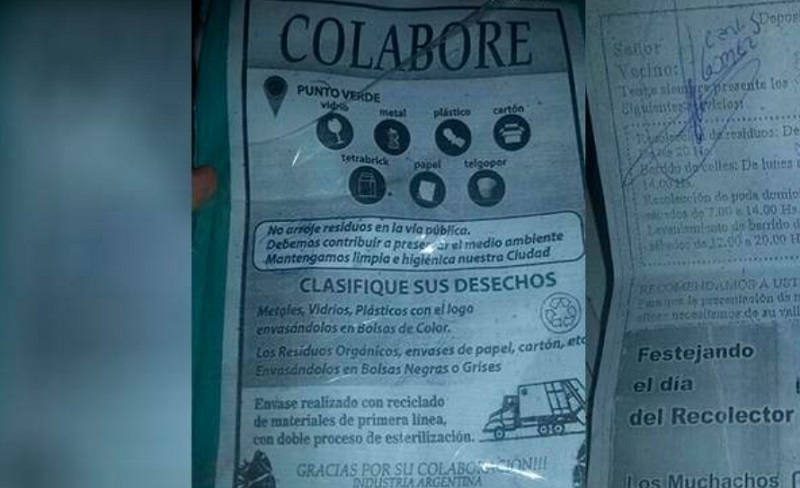 COLABORE
PUNTO VERDE
vidrio metal plástico cartón
tetrabrick papel telgopor
No arroje residuos en la vía pública.
Debemos contribuir a preservar el medio ambiente
Mantengamos limpia e higiénica nuestra Ciudad
CLASIFIQUE SUS DESECHOS
Metales, Vidrios, Plásticos con el logo
envasándolos en Bolsas de Color.
Los Residuos Orgánicos, envases de papel, cartón, etc
Envasándolos en Bolsas Negras o Grises
Envase realizado con reciclado
de materiales de primera línea,
con doble proceso de esterilización.
GRACIAS POR SU COLABORACIÓN!!!
INDUSTRIA ARGENTINA
Señor
Vecino:
presente los
Siguientes
de residuos: De
20 Hs
Barrido de calles: De lunes
14.00 Hs.
Recolección de poda domic
sábados de 7.00 a 14.00 Hs
Levantamiento de barrido d
sábados de 12.00 a 20.00 H
RECOMENDAMOS A UST
Festejando
el día
del Recolector
Los Muchachos